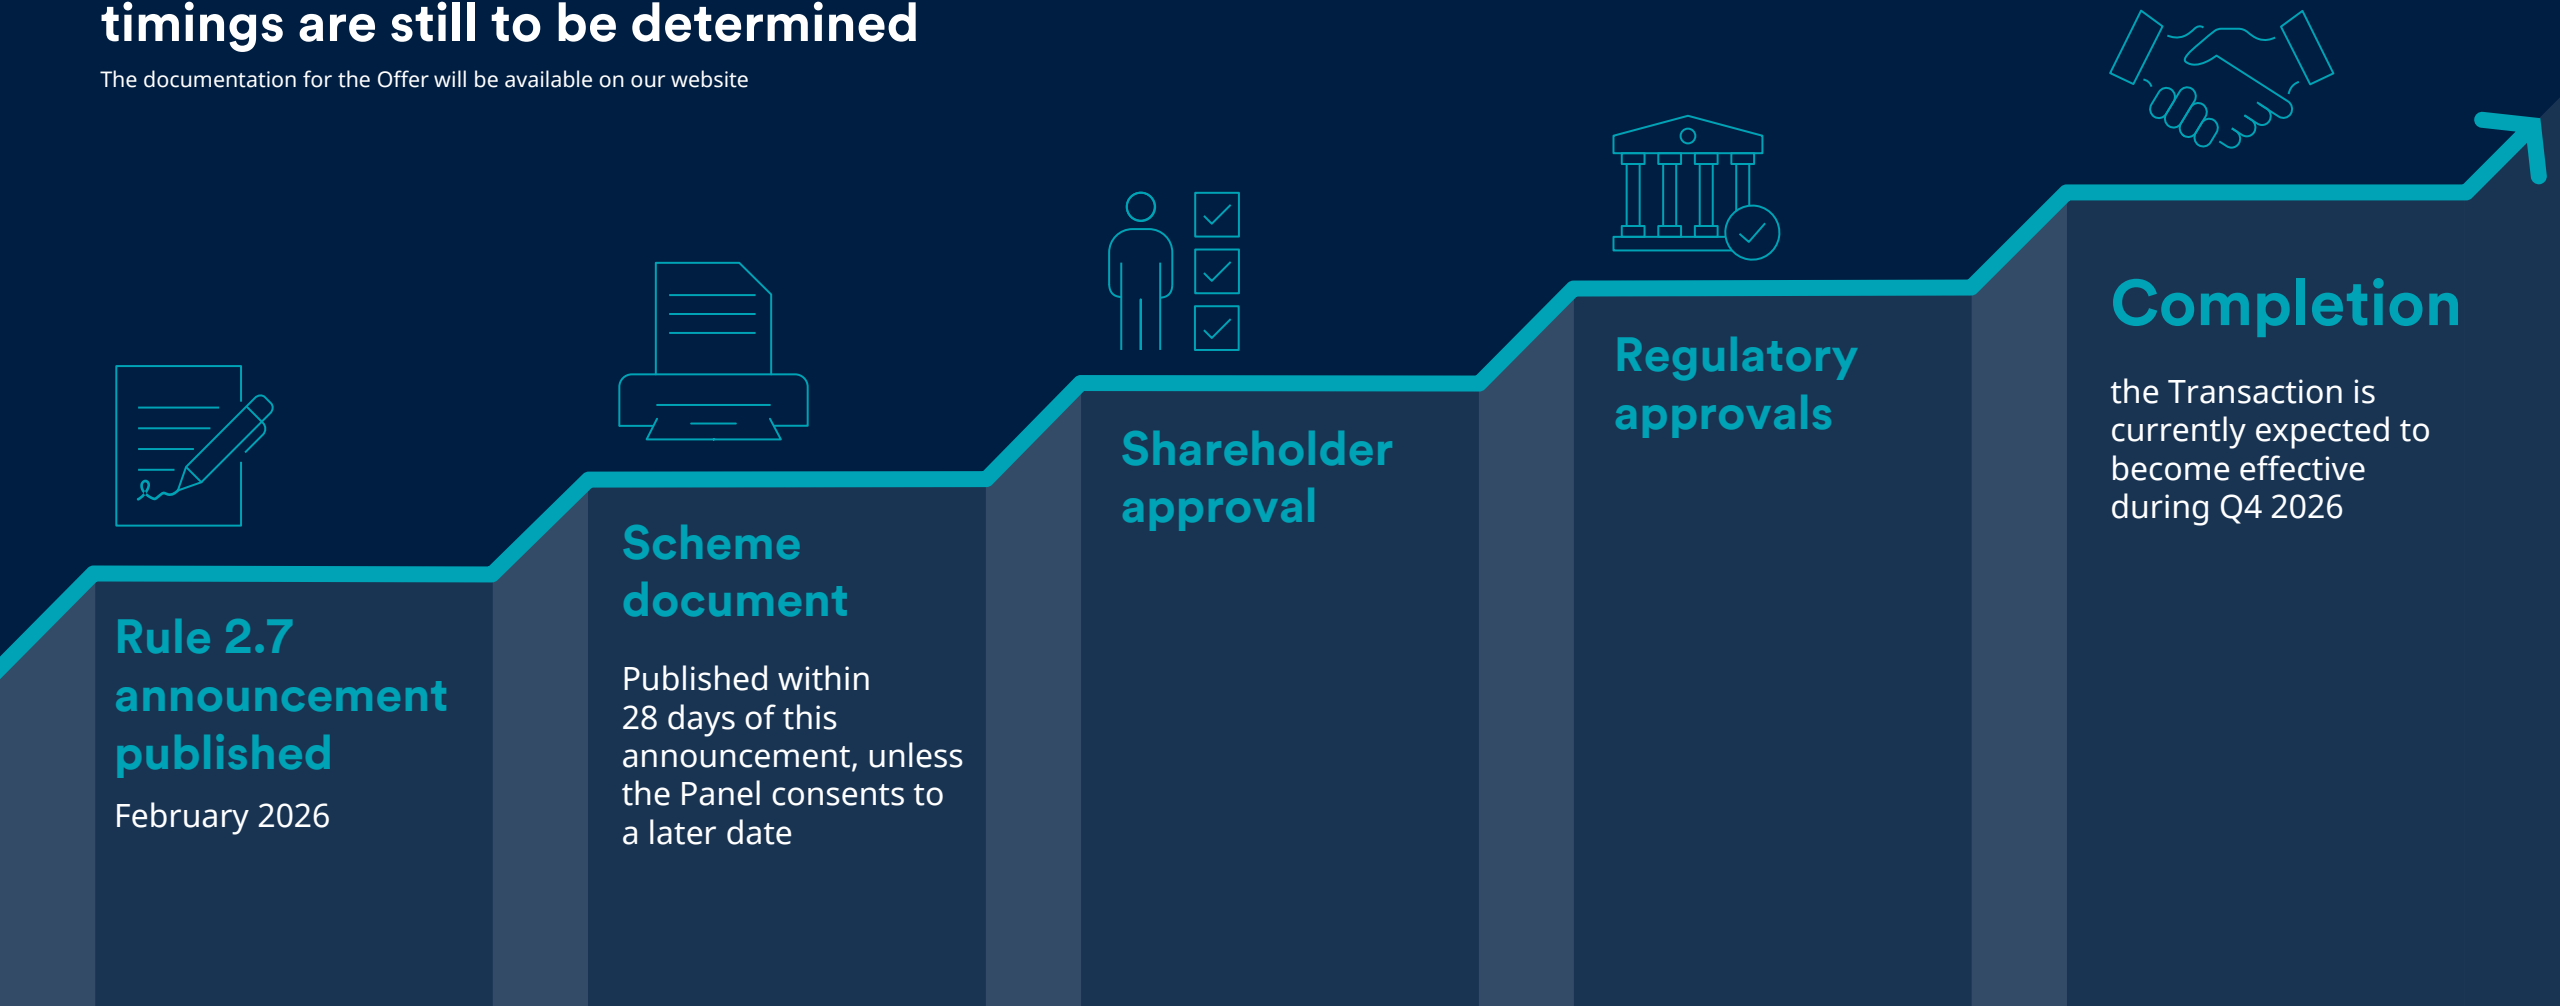 timings are still to be determined
The documentation for the Offer will be available on our website
Rule 2.7
announcement
published
February 2026
Scheme
document
Published within
28 days of this
announcement, unless
the Panel consents to
a later date
Shareholder
approval
Regulatory
approvals
Completion
the Transaction is
currently expected to
become effective
during Q4 2026